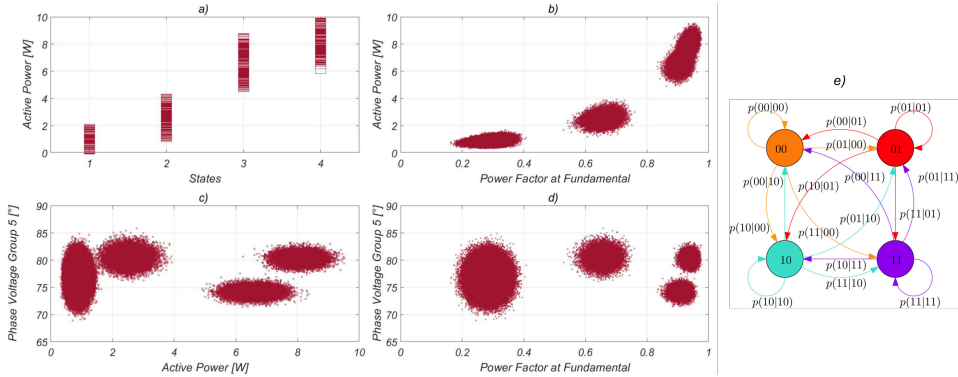 a)
Active Power [W]
10
8
6
4
2
0
1
2
3
4
States
b)
Active Power [W]
10
8
6
4
2
0
0
0.2
0.4
0.6
0.8
1
Power Factor at Fundamental
c)
Phase Voltage Group 5 [°]
90
85
80
75
70
65
0
2
4
6
8
10
Active Power [W]
d)
Phase Voltage Group 5 [°]
90
85
80
75
70
65
0
0.2
0.4
0.6
0.8
1
Power Factor at Fundamental
e)
p(00|00)
p(00|01)
p(01|01)
p(01|00)
00
01
p(00|10)
p(10|01)
p(00|11)
p(01|11)
p(10|00)
p(11|00)
p(01|10)
p(11|01)
10
11
p(10|11)
p(11|10)
p(10|10)
p(11|11)